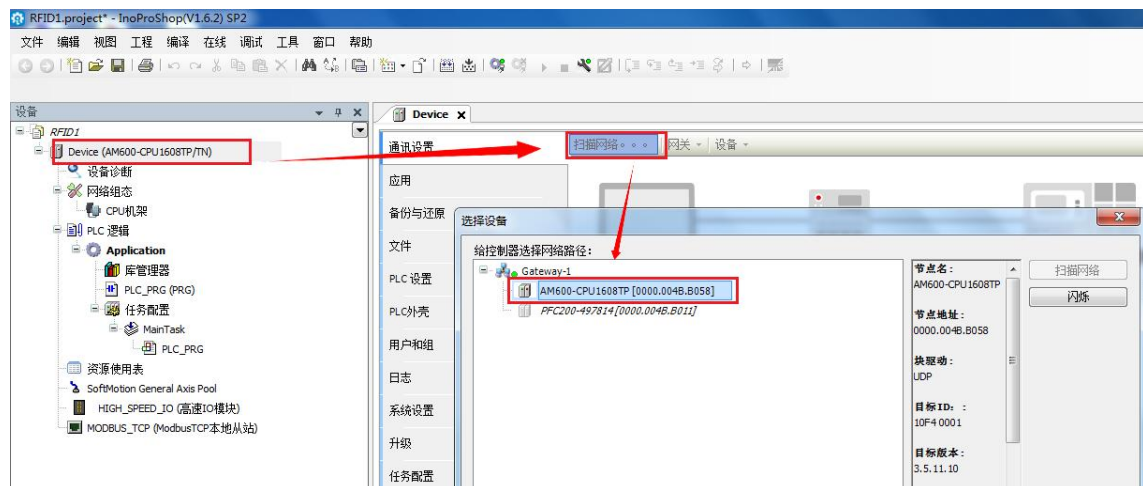 RFID1.project* - InoProShop(V1.6.2) SP2
文件 编辑 视图 工程 编译 在线 调试 工具 窗口 帮助
设备
RFID1
Device (AM600-CPU1608TP/TN)
设备诊断
网络组态
CPU机架
PLC 逻辑
Application
库管理器
PLC_PRG (PRG)
任务配置
MainTask
PLC_PRG
资源使用表
SoftMotion General Axis Pool
HIGH_SPEED_IO (高速IO模块)
MODBUS_TCP (ModbusTCP本地从站)
Device
通讯设置
应用
备份与还原
文件
PLC 设置
PLC外壳
用户和组
日志
系统设置
升级
任务配置
扫描网络。。。 网关 设备
选择设备
给控制器选择网络路径:
Gateway-1
AM600-CPU1608TP [0000.004B.B058]
PFC200-497814 [0000.004B.B011]
节点名:
AM600-CPU1608TP
节点地址:
0000.004B.B058
块驱动:
UDP
目标ID: :
10F4 0001
目标版本:
3.5.11.10
扫描网络
闪烁